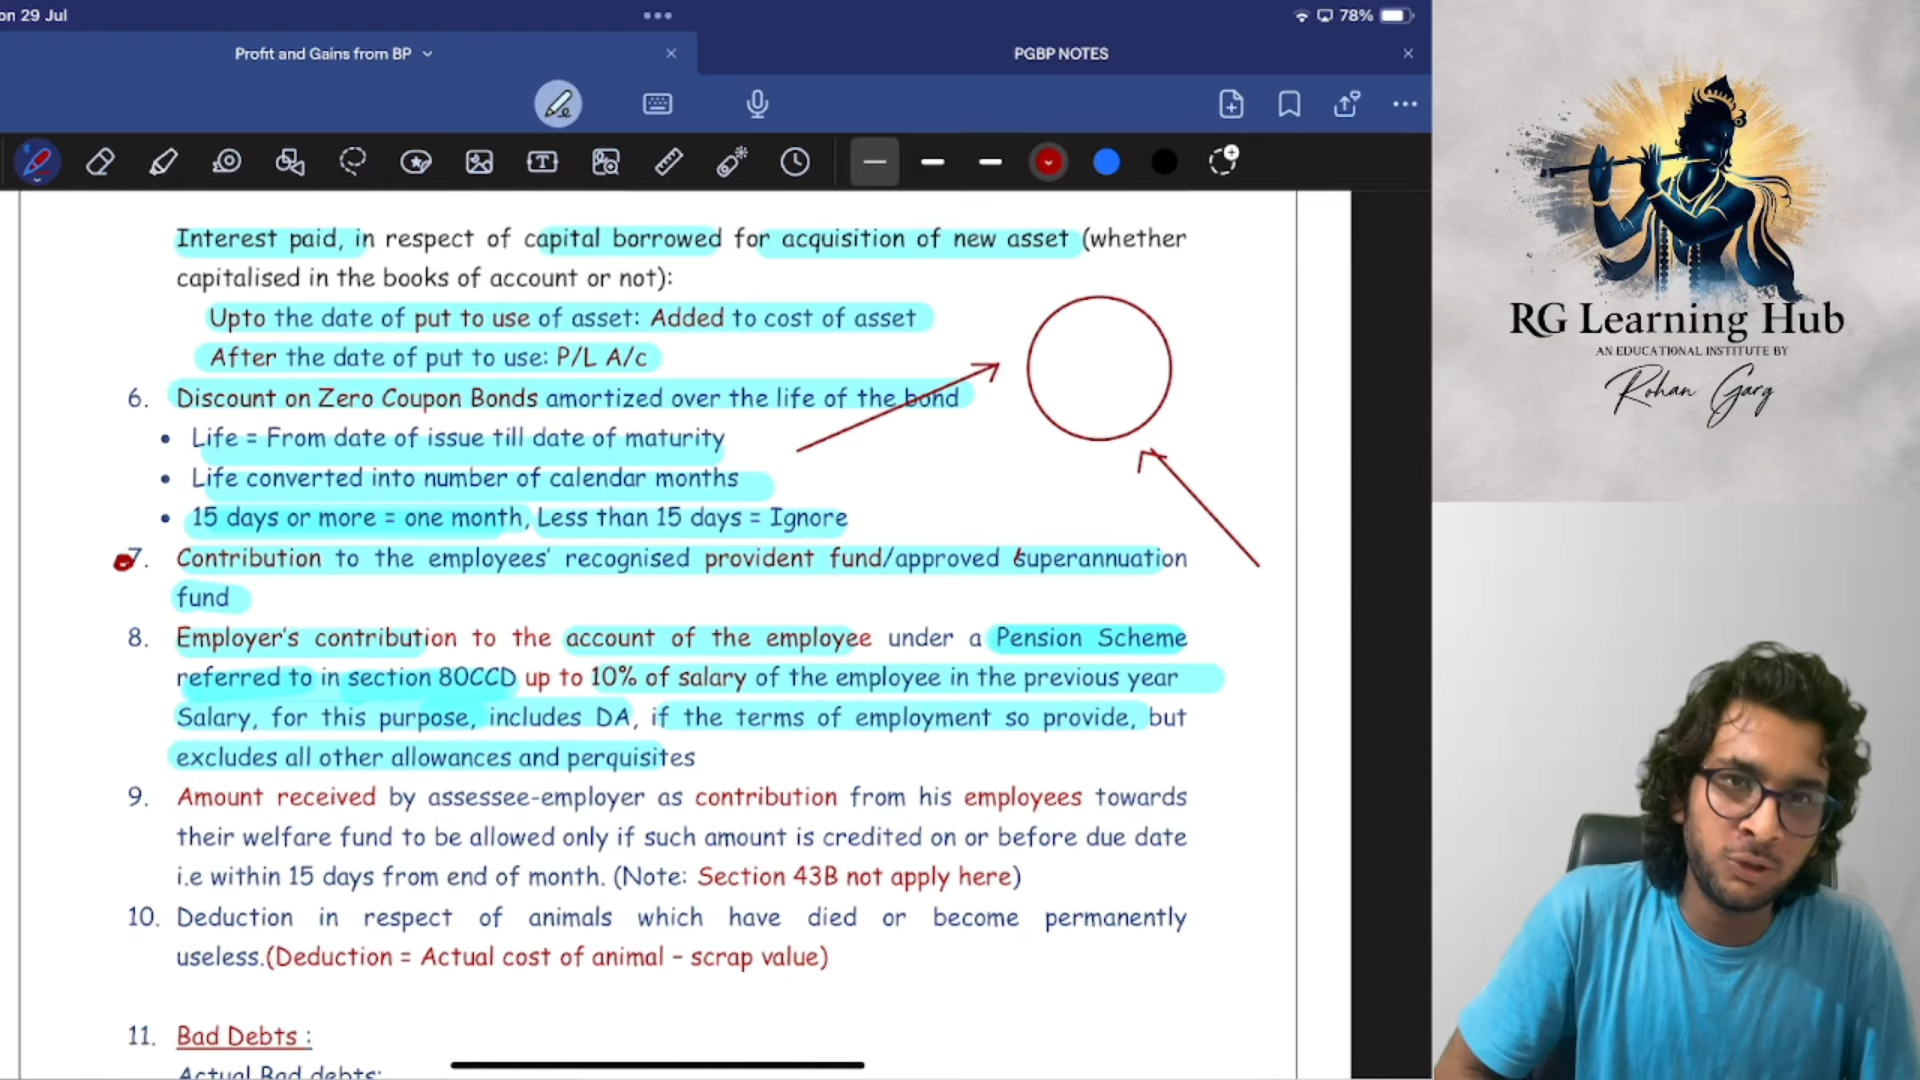 on 29 Jul
78%
Profit and Gains from BP
PGBP NOTES
Interest paid, in respect of capital borrowed for acquisition of new asset (whether
capitalised in the books of account or not):
Upto the date of put to use of asset: Added to cost of asset
After the date of put to use: P/L A/c
6. Discount on Zero Coupon Bonds amortized over the life of the bond
• Life = From date of issue till date of maturity
• Life converted into number of calendar months
• 15 days or more = one month, Less than 15 days = Ignore
7. Contribution to the employees' recognised provident fund/approved superannuation
fund
8. Employer's contribution to the account of the employee under a Pension Scheme
referred to in section 80CCD up to 10% of salary of the employee in the previous year
Salary, for this purpose, includes DA, if the terms of employment so provide, but
excludes all other allowances and perquisites
9. Amount received by assessee-employer as contribution from his employees towards
their welfare fund to be allowed only if such amount is credited on or before due date
i.e within 15 days from end of month. (Note: Section 43B not apply here)
10. Deduction in respect of animals which have died or become permanently
useless.(Deduction = Actual cost of animal – scrap value)
11. Bad Debts :
Actual Bad debts:
RG Learning Hub
AN EDUCATIONAL INSTITUTE BY
Rohan Garg